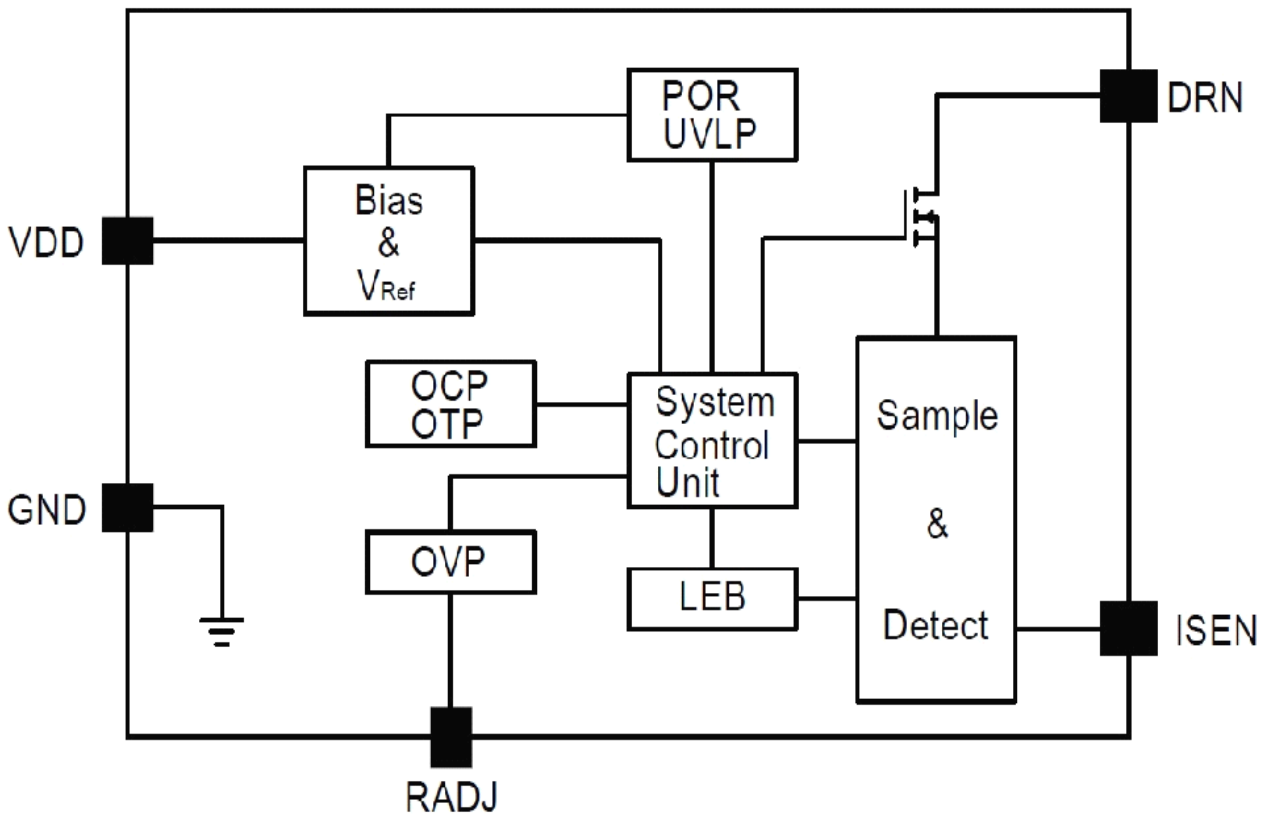 POR
UVLP
DRN
Bias
&
VRef
VDD
OCP
OTP
System
Control
Unit
Sample
&
Detect
GND
OVP
LEB
ISEN
RADJ